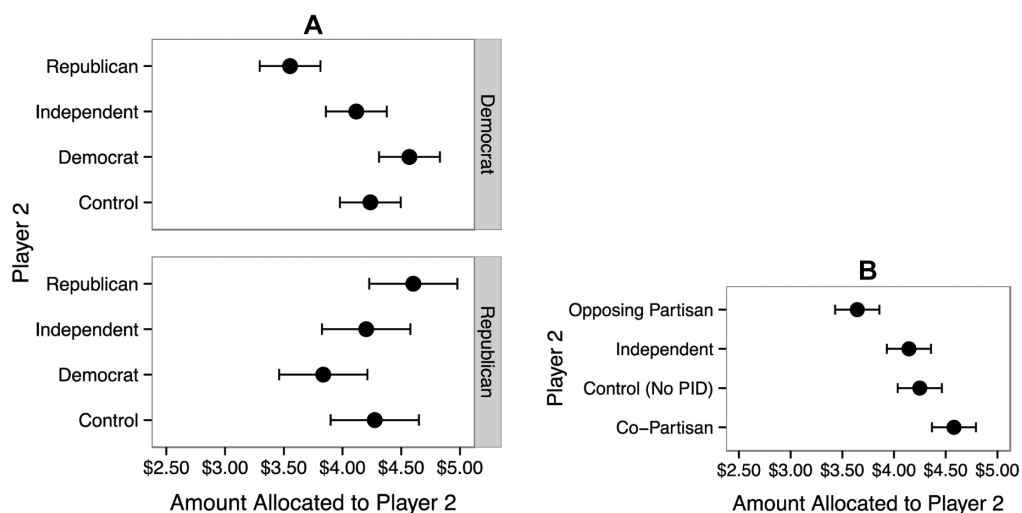 A
Player 2
Republican
Independent
Democrat
Control
Democrat
Republican
Independent
Democrat
Control
Republican
$2.50 $3.00 $3.50 $4.00 $4.50 $5.00
Amount Allocated to Player 2
B
Player 2
Opposing Partisan
Independent
Control (No PID)
Co−Partisan
$2.50 $3.00 $3.50 $4.00 $4.50 $5.00
Amount Allocated to Player 2